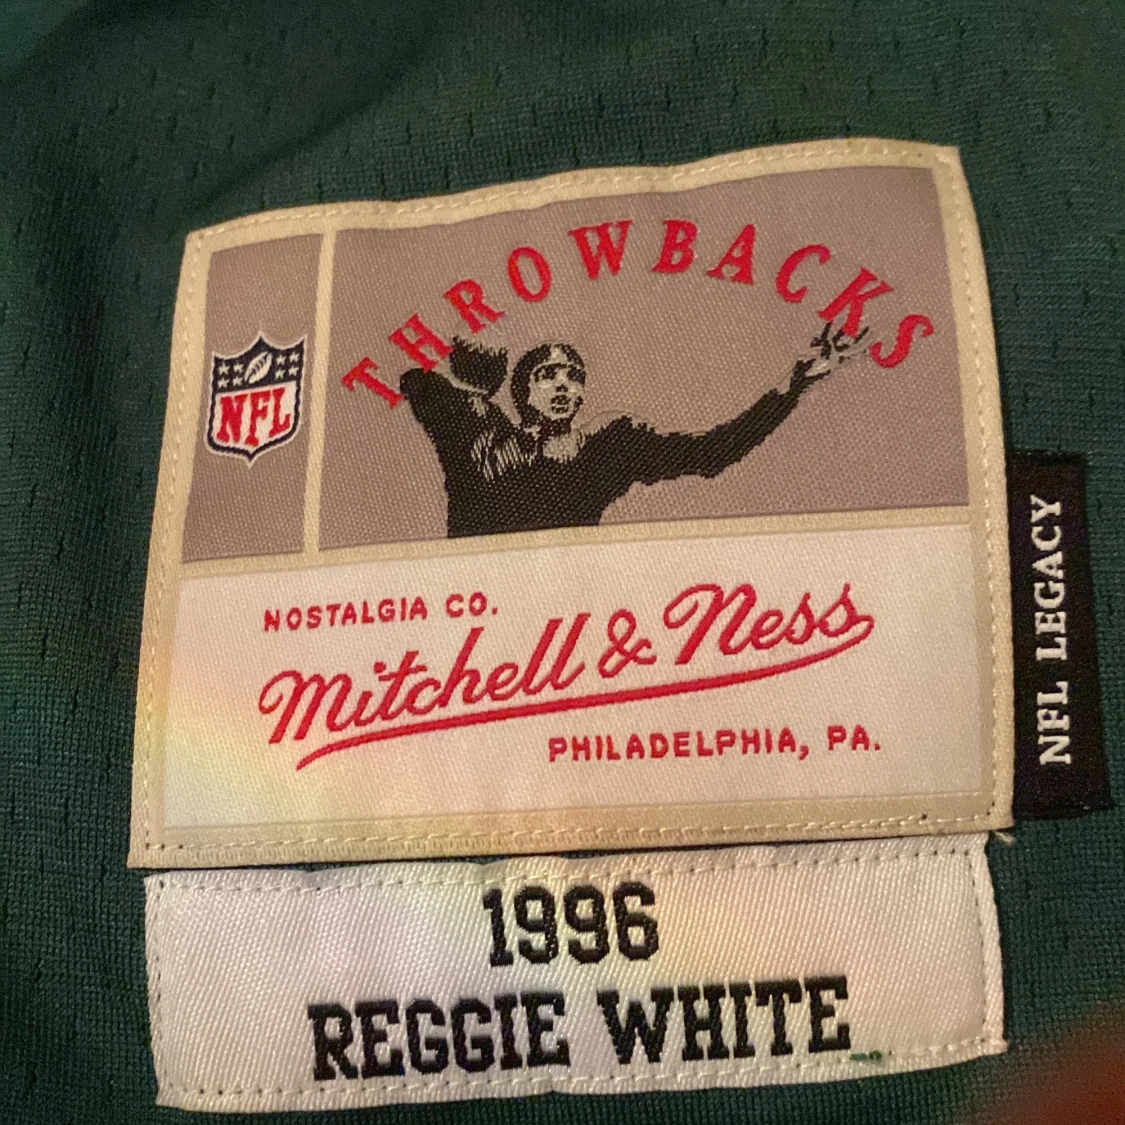 THROWBACKS
NFL
NOSTALGIA CO.
Mitchell & Ness
PHILADELPHIA, PA.
NFL LEGACY
1996
REGGIE WHITE